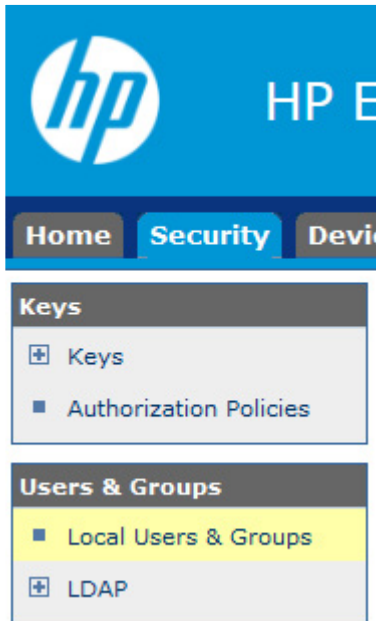 hp
HP E
Home Security Devi
Keys
Keys
Authorization Policies
Users & Groups
Local Users & Groups
LDAP